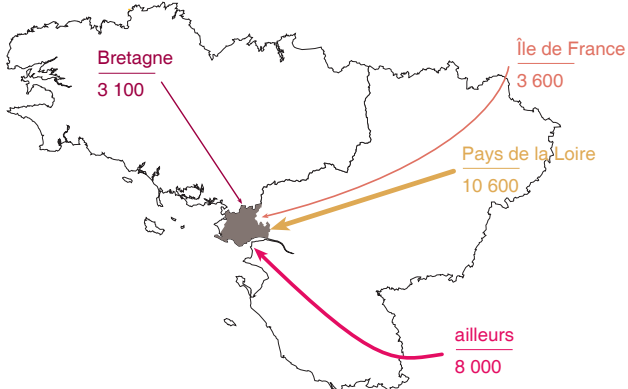 Bretagne
3 100
Île de France
3 600
Pays de la Loire
10 600
ailleurs
8 000